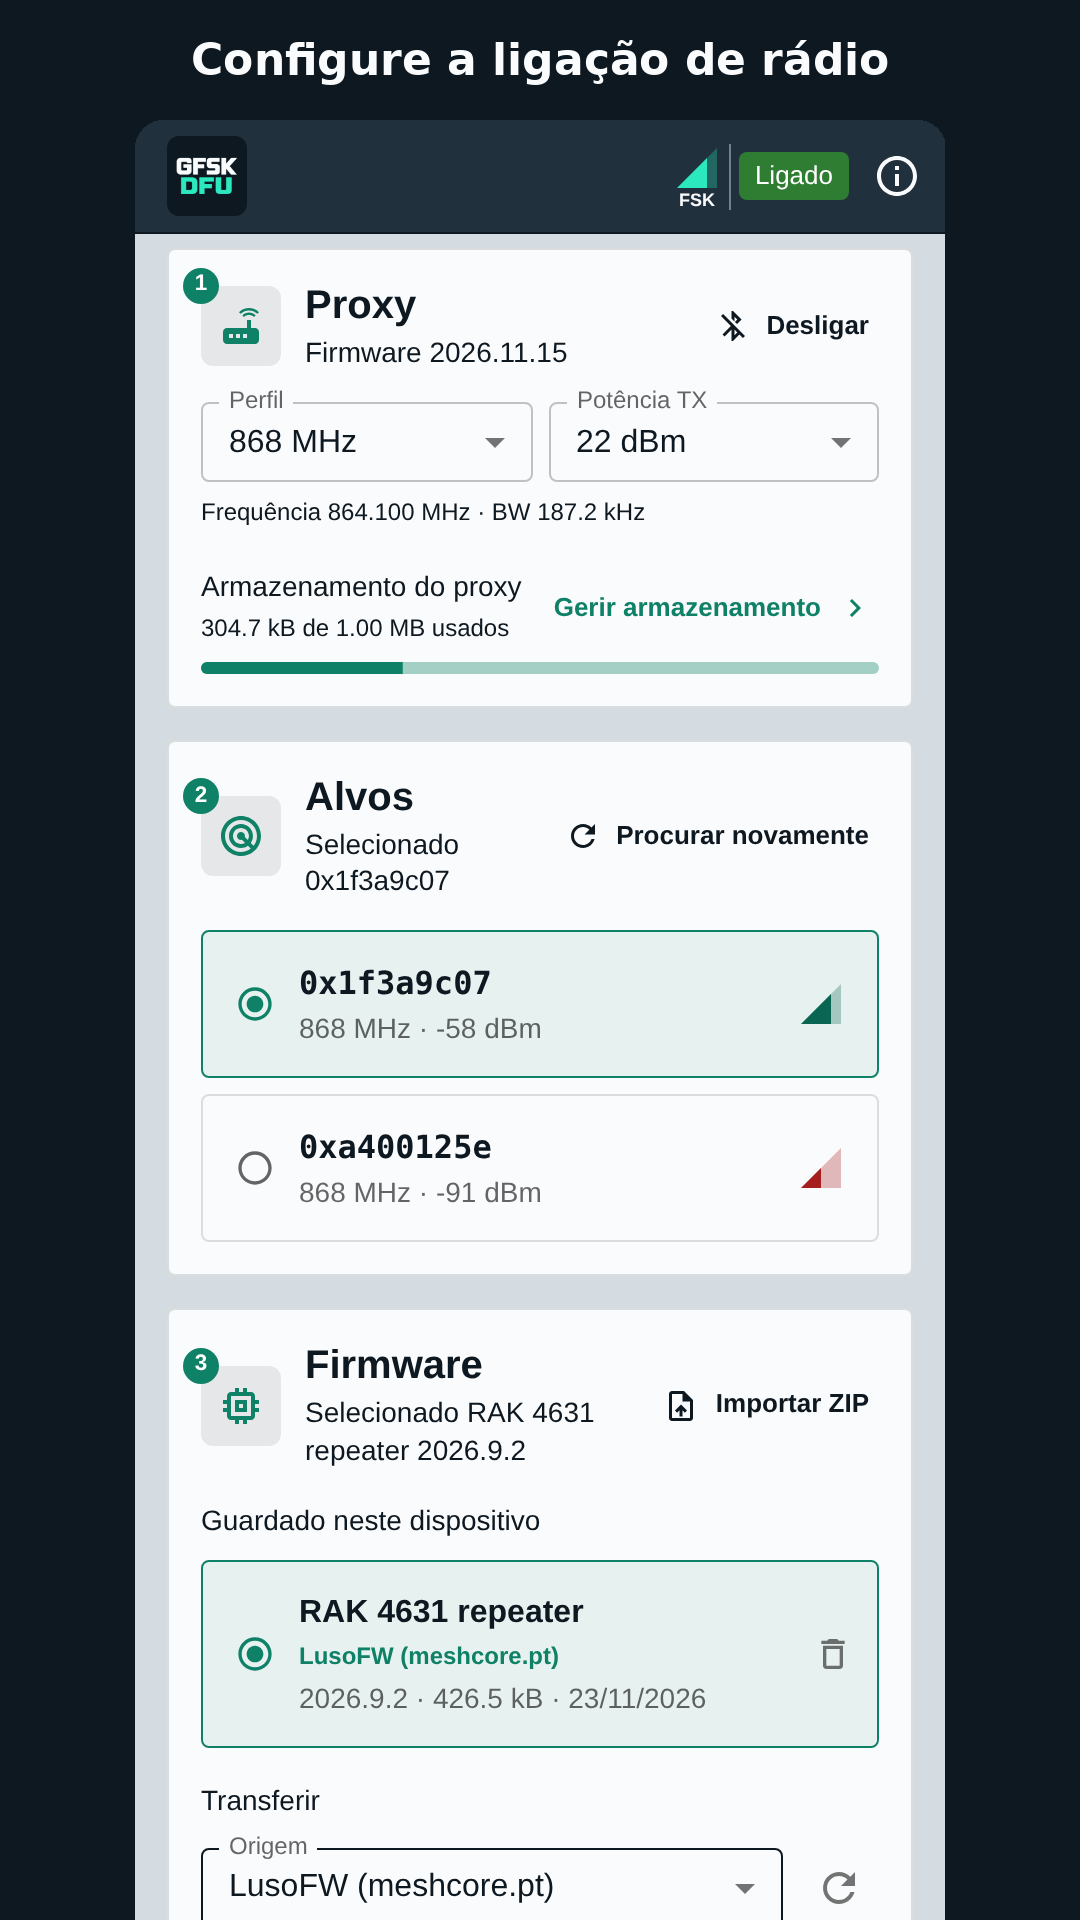 Configure a ligação de rádio
GFSK
DFU
FSK
Ligado
1
Proxy
Firmware 2026.11.15
Desligar
Perfil
868 MHz
Potência TX
22 dBm
Frequência 864.100 MHz · BW 187.2 kHz
Armazenamento do proxy
304.7 kB de 1.00 MB usados
Gerir armazenamento
2
Alvos
Selecionado
0x1f3a9c07
Procurar novamente
0x1f3a9c07
868 MHz · -58 dBm
0xa400125e
868 MHz · -91 dBm
3
Firmware
Selecionado RAK 4631
repeater 2026.9.2
Importar ZIP
Guardado neste dispositivo
RAK 4631 repeater
LusoFW (meshcore.pt)
2026.9.2 · 426.5 kB · 23/11/2026
Transferir
Origem
LusoFW (meshcore.pt)